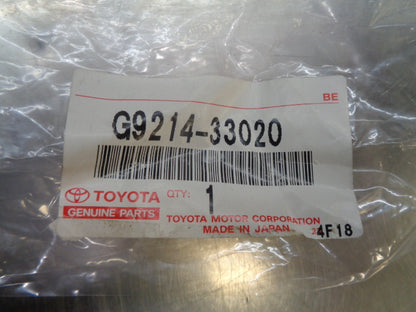 BE
G9214-33020
TOYOTA
GENUINE PARTS
QTY: 1
TOYOTA MOTOR CORPORATION
MADE IN JAPAN
4F18